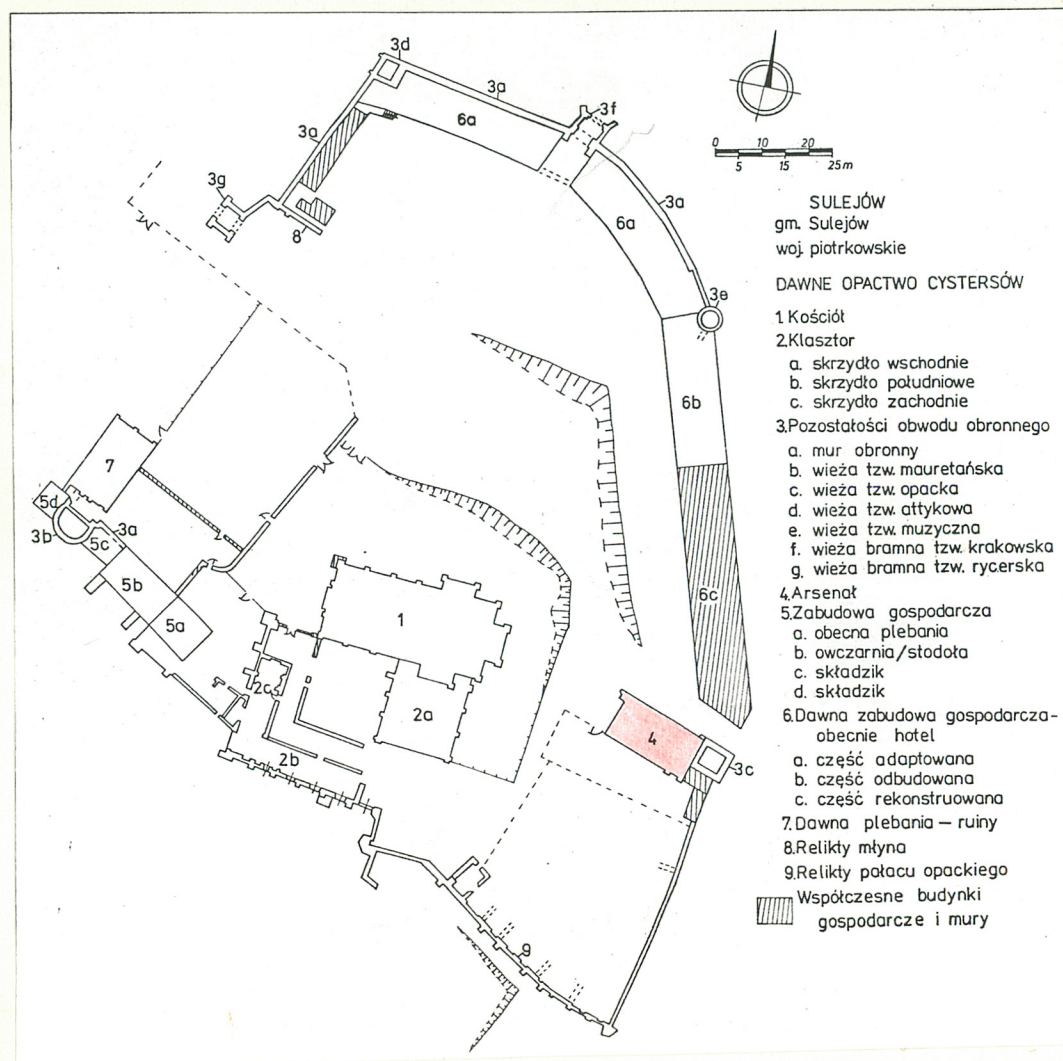 3d
3a
3f
6a
3a
3g
8
3a
6a
3e
6b
7
5d
3b
3a
5c
5b
5a
1
2c
2a
2b
6c
4
3c
9
0 10 20
5 15 25m
SULEJÓW
gm. Sulejów
woj. piotrkowskie
DAWNE OPACTWO CYSTERSÓW
1. Kościół
2. Klasztor
a. skrzydło wschodnie
b. skrzydło południowe
c. skrzydło zachodnie
3. Pozostałości obwodu obronnego
a. mur obronny
b. wieża tzw. mauretańska
c. wieża tzw. opacka
d. wieża tzw. attykowa
e. wieża tzw. muzyczna
f. wieża bramna tzw. krakowska
g. wieża bramna tzw. rycerska
4. Arsenał
5. Zabudowa gospodarcza
a. obecna plebania
b. owczarnia/stodoła
c. składzik
d. składzik
6. Dawna zabudowa gospodarcza-
obecnie hotel
a. część adaptowana
b. część odbudowana
c. część rekonstruowana
7. Dawna plebania – ruiny
8. Relikty młyna
9. Relikty pałacu opackiego
Współczesne budynki
gospodarcze i mury